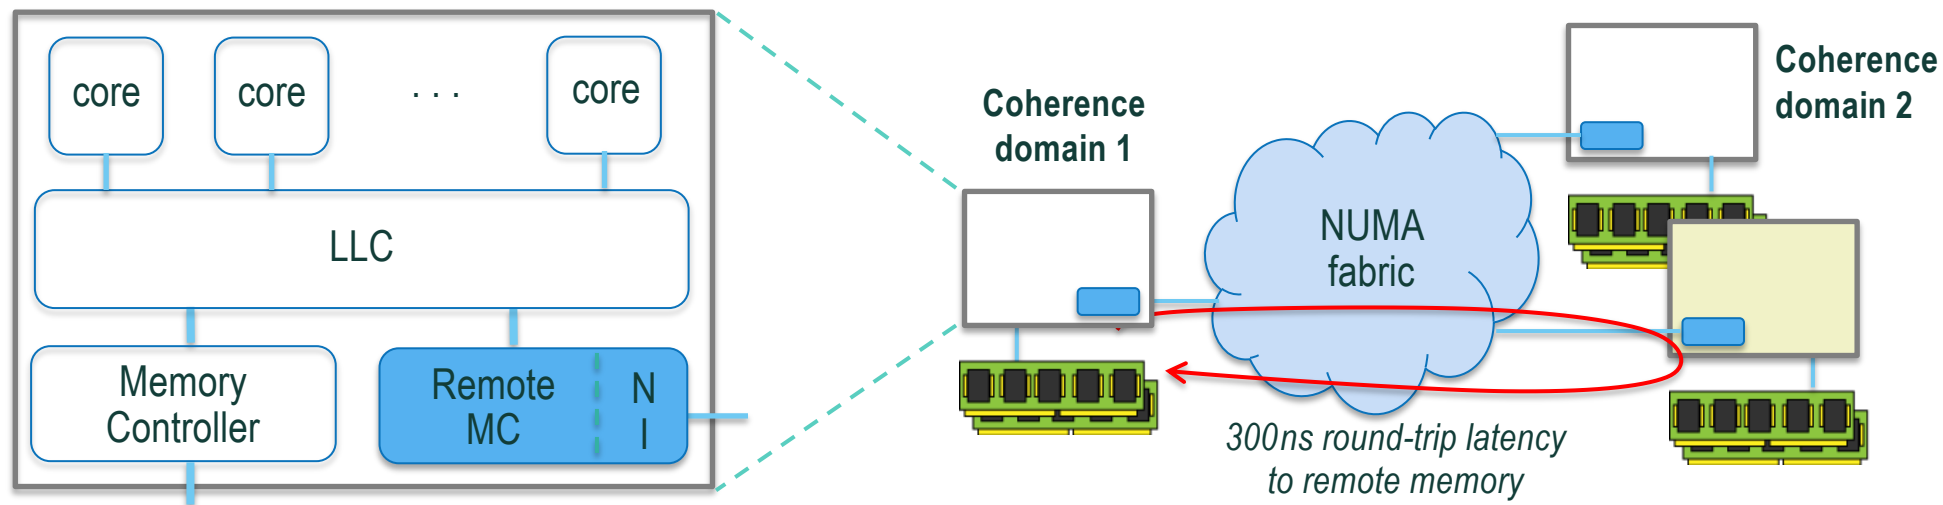 core
core
. . .
core
LLC
Memory
Controller
Remote
MC
N
I
Coherence
domain 1
NUMA
fabric
Coherence
domain 2
300ns round-trip latency
to remote memory